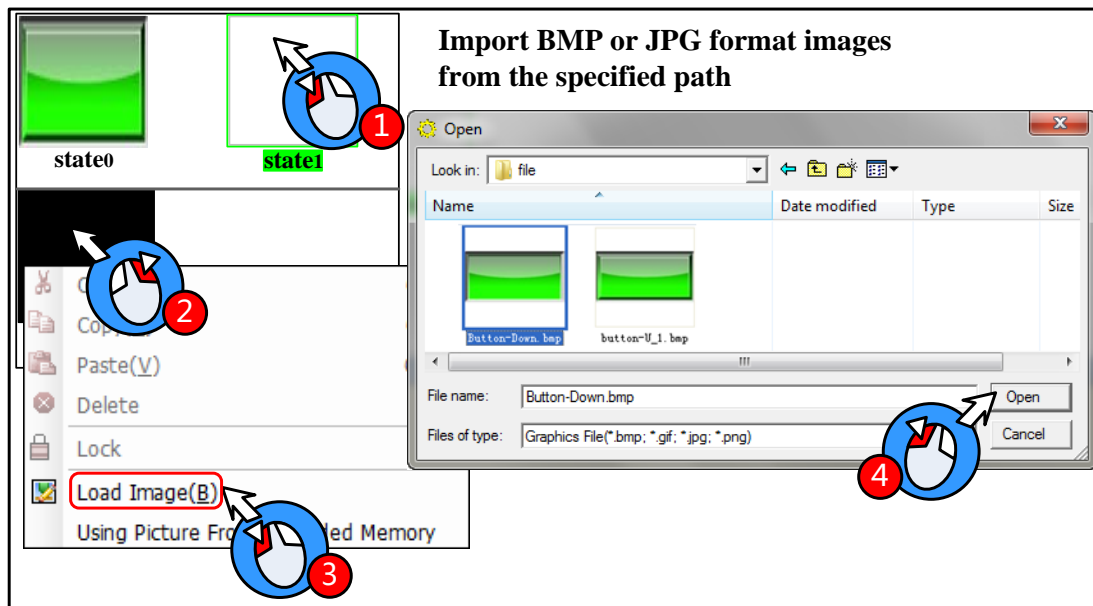 Import BMP or JPG format images
from the specified path
state0
state1
1
2
Paste(V)
Delete
Lock
Load Image(B)
Using Picture
Memory
3
Open
Look in:
file
Name
Date modified
Type
Size
Button-Down.bmp
button-U_1.bmp
File name:
Button-Down.bmp
Open
Files of type:
Graphics File(*.bmp; *.gif; *.jpg; *.png)
Cancel
4